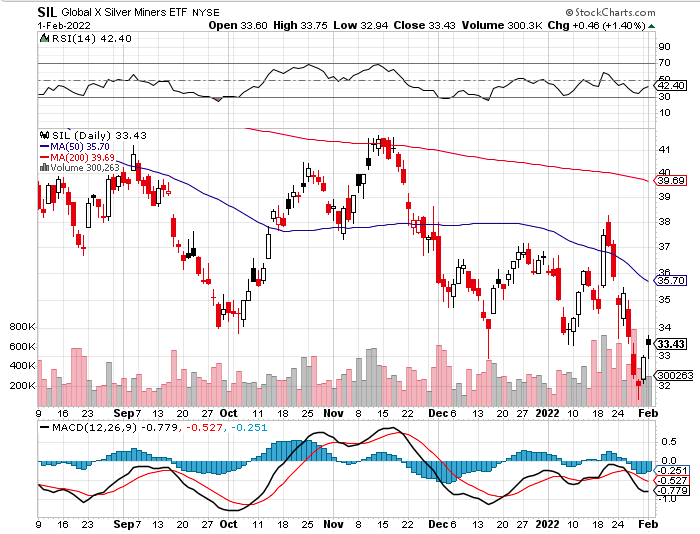 SIL Global X Silver Miners ETF NYSE © StockCharts.com
1-Feb-2022 Open 33.60 High 33.75 Low 32.94 Close 33.43 Volume 300.3K Chg +0.46 (+1.40%)
RSI(14) 42.40
90
70
50
42.40
30
10
SIL (Daily) 33.43
MA(50) 35.70
MA(200) 39.69
Volume 300,263
41
40
39.69
39
38
37
36
35.70
35
34
800K
33.43
600K
400K
300263
200K
32
9 16 23 Sep 7 13 20 27 Oct 11 18 25 Nov 8 15 22 Dec 6 13 20 27 2022 10 18 24 Feb
MACD(12,26,9) -0.779, -0.527, -0.251
0.5
0.0
-0.251
-0.527
-0.779
-1.0
9 16 23 Sep 7 13 20 27 Oct 11 18 25 Nov 8 15 22 Dec 6 13 20 27 2022 10 18 24 Feb